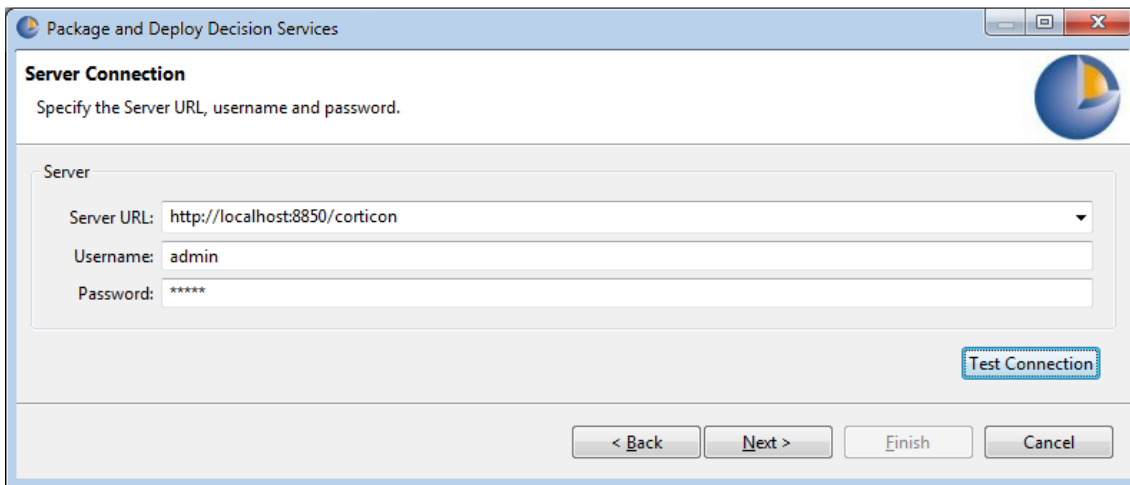 Package and Deploy Decision Services
Server Connection
Specify the Server URL, username and password.
Server
Server URL: http://localhost:8850/corticon
Username: admin
Password: *****
Test Connection
< Back Next > Finish Cancel